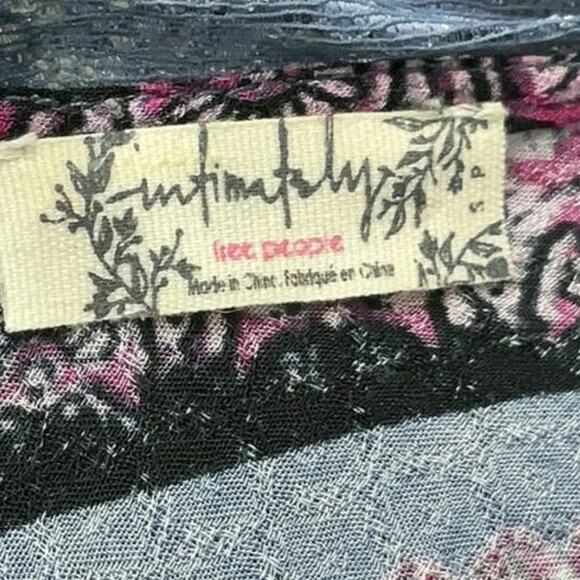 intimately
free people
Made in China, Fabriqué en Chine
S P